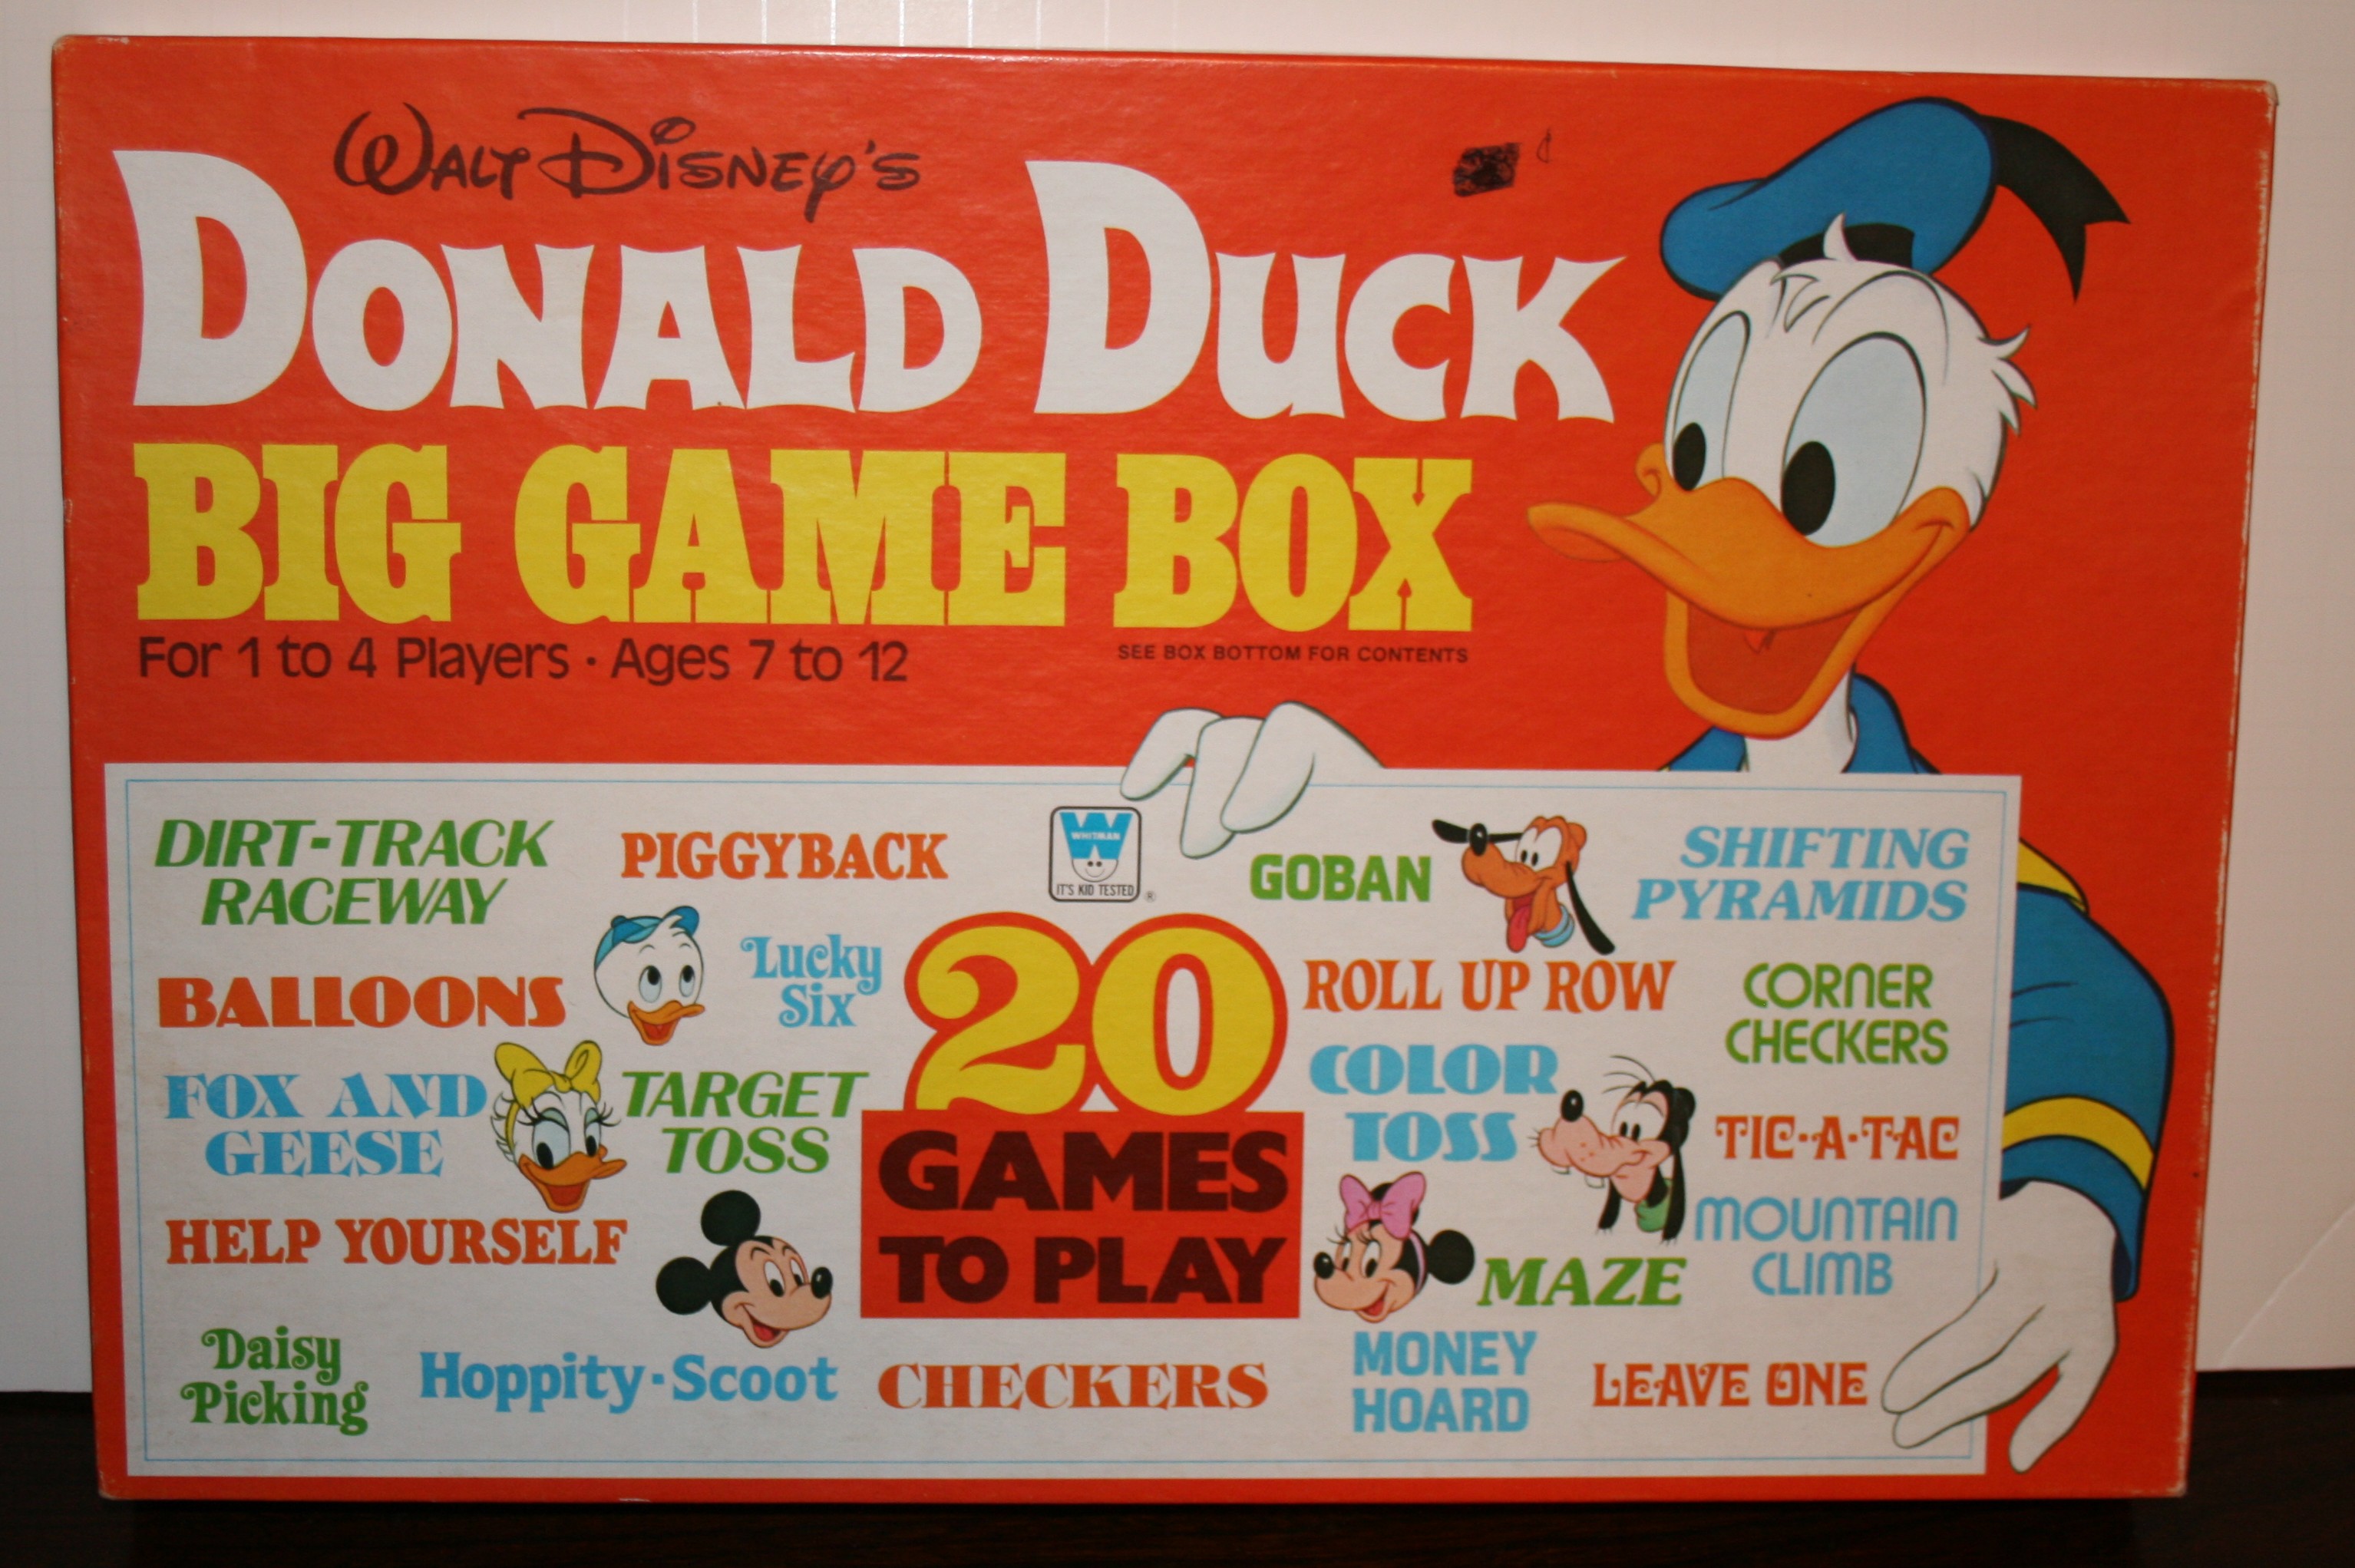 WALT DISNEY'S
DONALD DUCK
BIG GAME BOX
For 1 to 4 Players · Ages 7 to 12
SEE BOX BOTTOM FOR CONTENTS
DIRT-TRACK
RACEWAY
PIGGYBACK
W
WHITMAN
IT'S KID TESTED ®
GOBAN
SHIFTING
PYRAMIDS
BALLOONS
Lucky
Six
20
GAMES
TO PLAY
ROLL UP ROW
CORNER
CHECKERS
FOX AND
GEESE
TARGET
TOSS
COLOR
TOSS
TIC-A-TAC
HELP YOURSELF
MAZE
MOUNTAIN
CLIMB
Daisy
Picking
Hoppity-Scoot
CHECKERS
MONEY
HOARD
LEAVE ONE